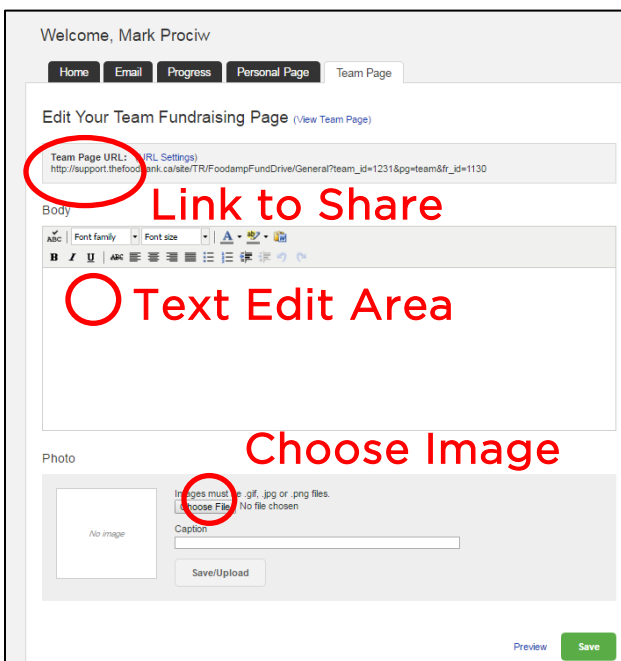 Welcome, Mark Prociw
Home Email Progress Personal Page Team Page
Edit Your Team Fundraising Page (View Team Page)
Team Page URL: (URL Settings)
http://support.thefoodbank.ca/site/TR/FoodampFundDrive/General?team_id=1231&pg=team&fr_id=1130
Link to Share
Body
ABC Font family Font size A ab
B I U ABC
Text Edit Area
Choose Image
Photo
Images must be .gif, .jpg or .png files.
Choose File No file chosen
No image
Caption
Save/Upload
Preview Save